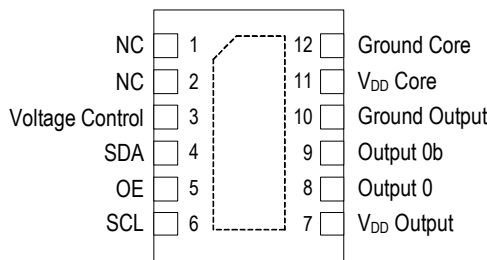 NC 1 12 Ground Core
NC 2 11 VDD Core
Voltage Control 3 10 Ground Output
SDA 4 9 Output 0b
OE 5 8 Output 0
SCL 6 7 VDD Output